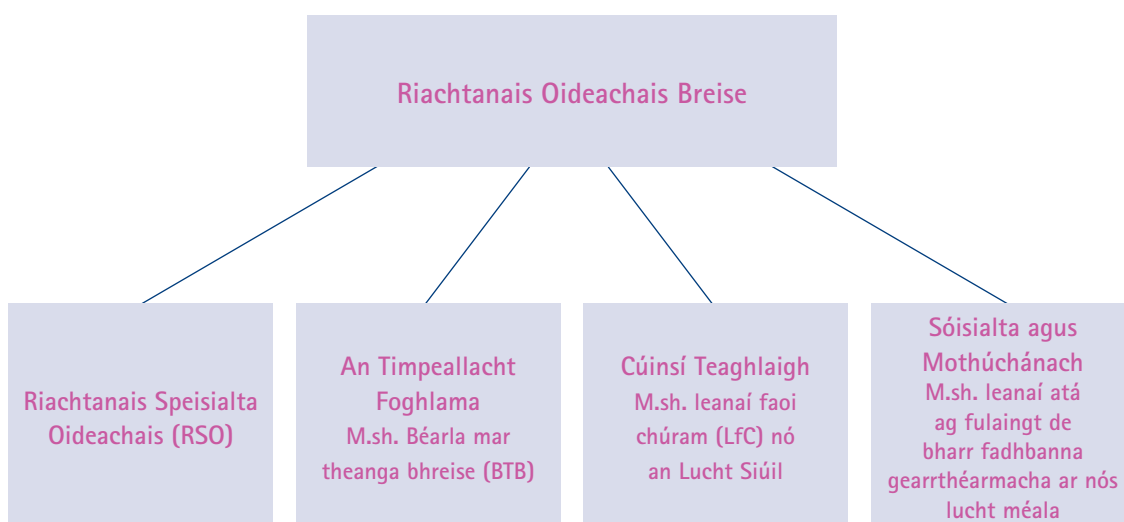 Riachtanais Oideachais Breise
Riachtanais Speisialta
Oideachais (RSO)
An Timpeallacht
Foghlama
M.sh. Béarla mar
theanga bhreise (BTB)
Cúinsí Teaghlaigh
M.sh. leanaí faoi
chúram (LfC) nó
an Lucht Siúil
Sóisialta agus
Mothúchánach
M.sh. leanaí atá
ag fulaingt de
bharr fadhbanna
gearrthéarmacha ar nós
lucht méala